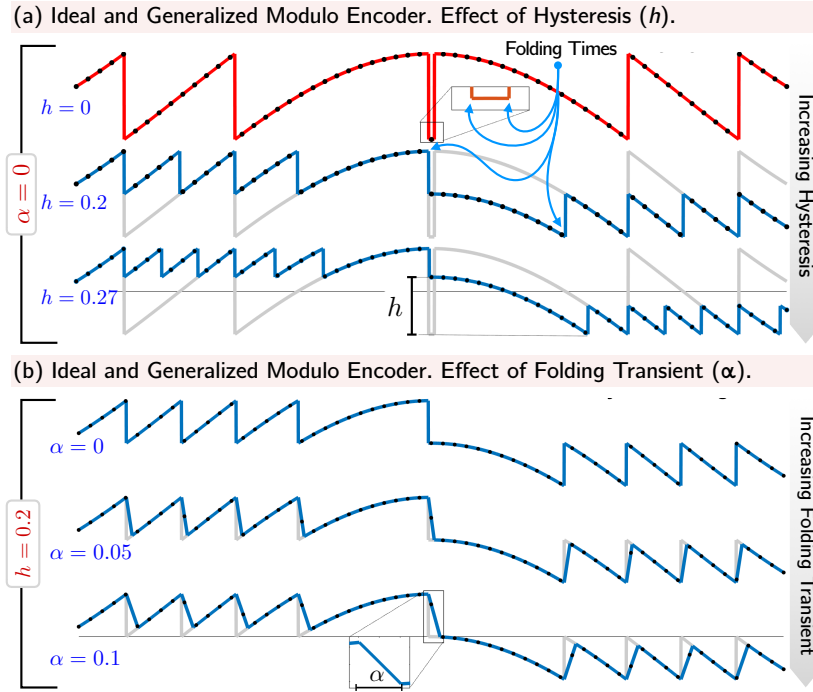 (a) Ideal and Generalized Modulo Encoder. Effect of Hysteresis (h).
Folding Times
h = 0
h = 0.2
h = 0.27
α = 0
h
Increasing Hysteresis
(b) Ideal and Generalized Modulo Encoder. Effect of Folding Transient (α).
α = 0
α = 0.05
α = 0.1
h = 0.2
α
Increasing Folding Transient